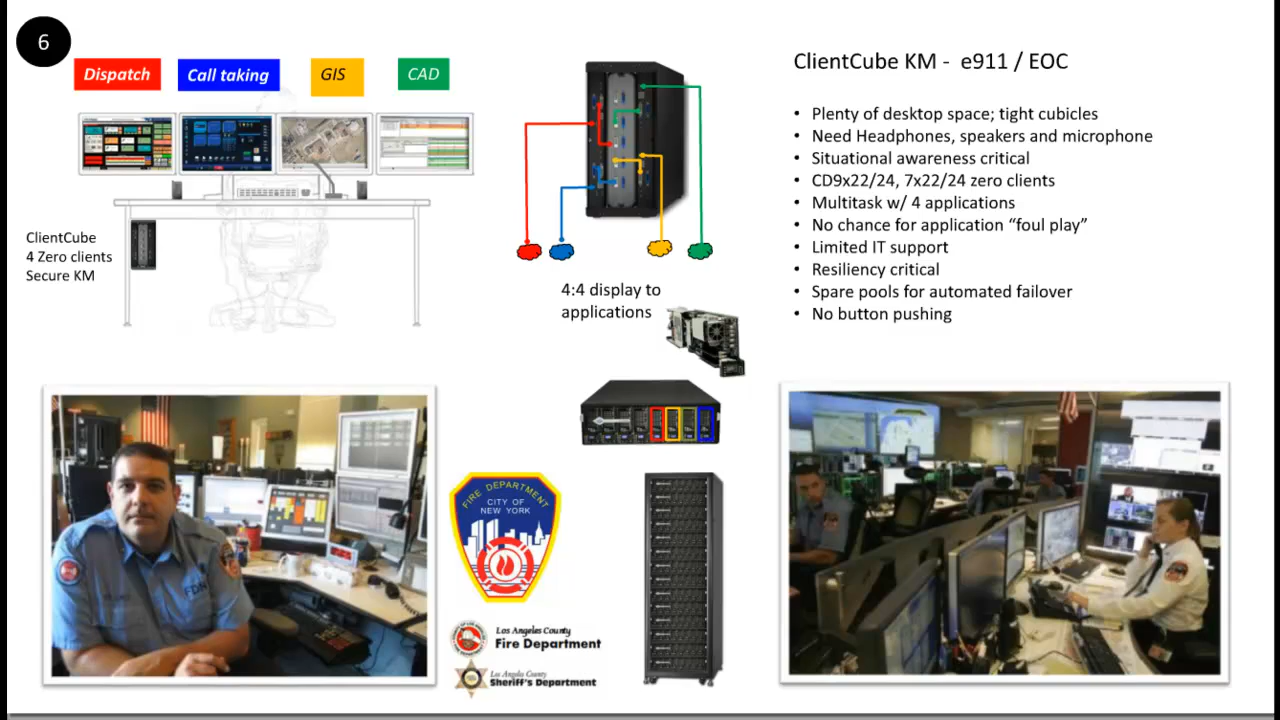 6
Dispatch
Call taking
GIS
CAD
ClientCube
4 Zero clients
Secure KM
4:4 display to
applications
ClientCube KM - e911 / EOC
• Plenty of desktop space; tight cubicles
• Need Headphones, speakers and microphone
• Situational awareness critical
• CD9x22/24, 7x22/24 zero clients
• Multitask w/ 4 applications
• No chance for application “foul play”
• Limited IT support
• Resiliency critical
• Spare pools for automated failover
• No button pushing
FIRE DEPARTMENT
CITY OF
NEW YORK
Los Angeles County
Fire Department
Los Angeles County
Sheriff's Department